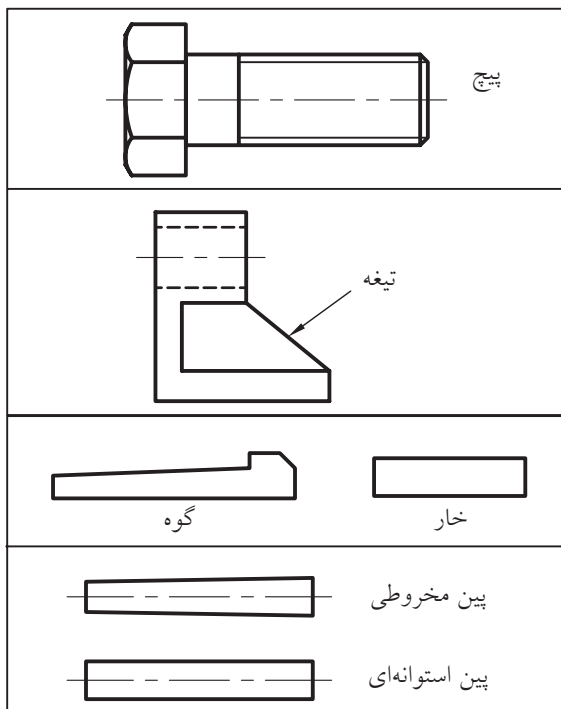 پیچ
تیغه
خار
گوه
پین مخروطی
پین استوانه‌ای